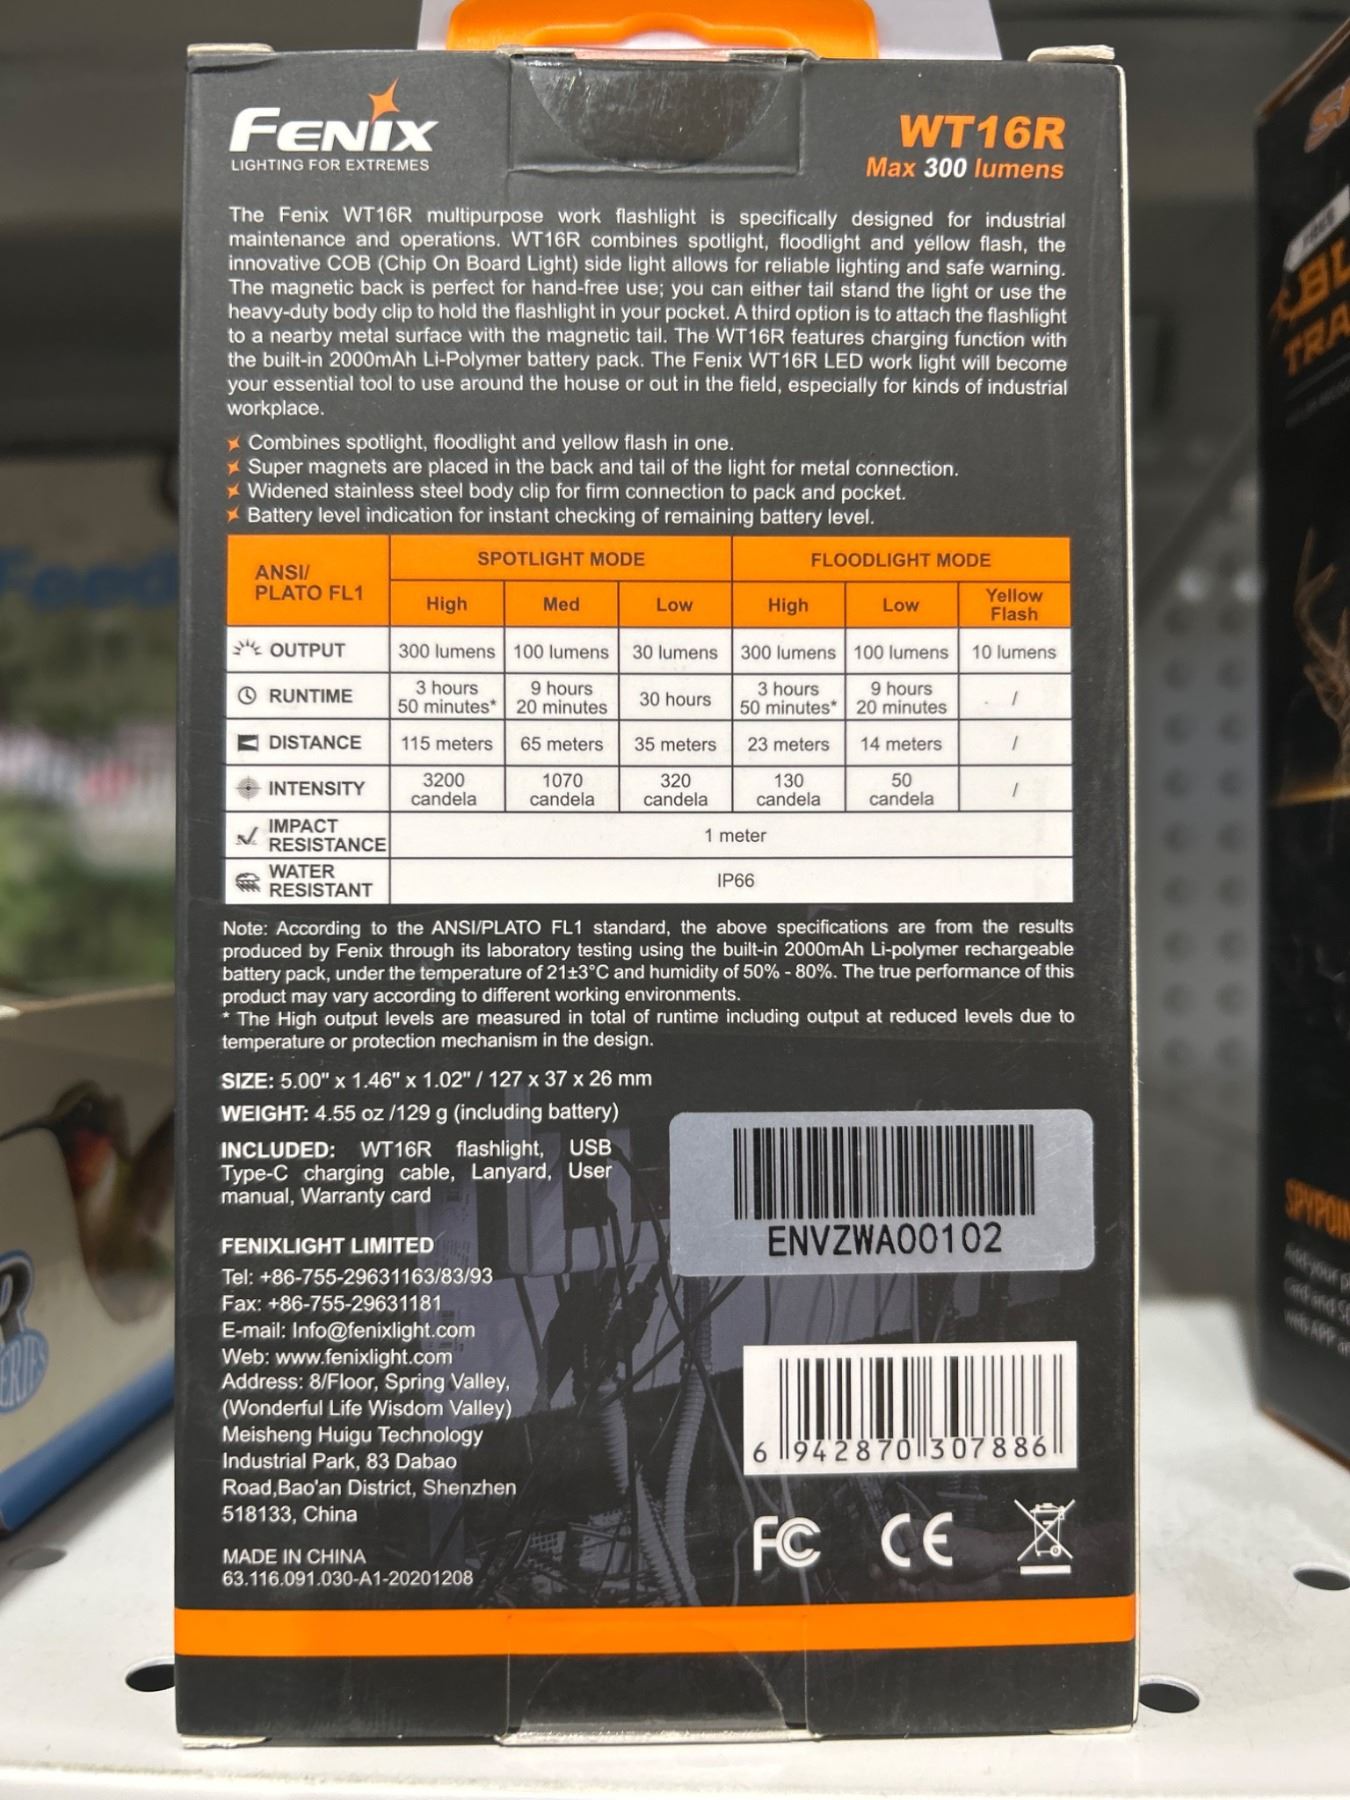 FENIX
LIGHTING FOR EXTREMES
WT16R
Max 300 lumens
The Fenix WT16R multipurpose work flashlight is specifically designed for industrial
maintenance and operations. WT16R combines spotlight, floodlight and yellow flash, the
innovative COB (Chip On Board Light) side light allows for reliable lighting and safe warning.
The magnetic back is perfect for hand-free use; you can either tail stand the light or use the
heavy-duty body clip to hold the flashlight in your pocket. A third option is to attach the flashlight
to a nearby metal surface with the magnetic tail. The WT16R features charging function with
the built-in 2000mAh Li-Polymer battery pack. The Fenix WT16R LED work light will become
your essential tool to use around the house or out in the field, especially for kinds of industrial
workplace.
Combines spotlight, floodlight and yellow flash in one.
Super magnets are placed in the back and tail of the light for metal connection.
Widened stainless steel body clip for firm connection to pack and pocket.
Battery level indication for instant checking of remaining battery level.
ANSI/
PLATO FL1
SPOTLIGHT MODE FLOODLIGHT MODE
High Med Low High Low Yellow
Flash
OUTPUT 300 lumens 100 lumens 30 lumens 300 lumens 100 lumens 10 lumens
RUNTIME 3 hours
50 minutes* 9 hours
20 minutes 30 hours 3 hours
50 minutes* 9 hours
20 minutes /
DISTANCE 115 meters 65 meters 35 meters 23 meters 14 meters /
INTENSITY 3200
candela 1070
candela 320
candela 130
candela 50
candela /
IMPACT
RESISTANCE 1 meter
WATER
RESISTANT IP66
Note: According to the ANSI/PLATO FL1 standard, the above specifications are from the results
produced by Fenix through its laboratory testing using the built-in 2000mAh Li-polymer rechargeable
battery pack, under the temperature of 21±3°C and humidity of 50% - 80%. The true performance of this
product may vary according to different working environments.
* The High output levels are measured in total of runtime including output at reduced levels due to
temperature or protection mechanism in the design.
SIZE: 5.00" x 1.46" x 1.02" / 127 x 37 x 26 mm
WEIGHT: 4.55 oz /129 g (including battery)
INCLUDED: WT16R flashlight, USB
Type-C charging cable, Lanyard, User
manual, Warranty card
ENVZWA00102
FENIXLIGHT LIMITED
Tel: +86-755-29631163/83/93
Fax: +86-755-29631181
E-mail: Info@fenixlight.com
Web: www.fenixlight.com
Address: 8/Floor, Spring Valley,
(Wonderful Life Wisdom Valley)
Meisheng Huigu Technology
Industrial Park, 83 Dabao
Road,Bao'an District, Shenzhen
518133, China
MADE IN CHINA
63.116.091.030-A1-20201208
6 942870 307886
FC CE
Feed
SPYPOIN